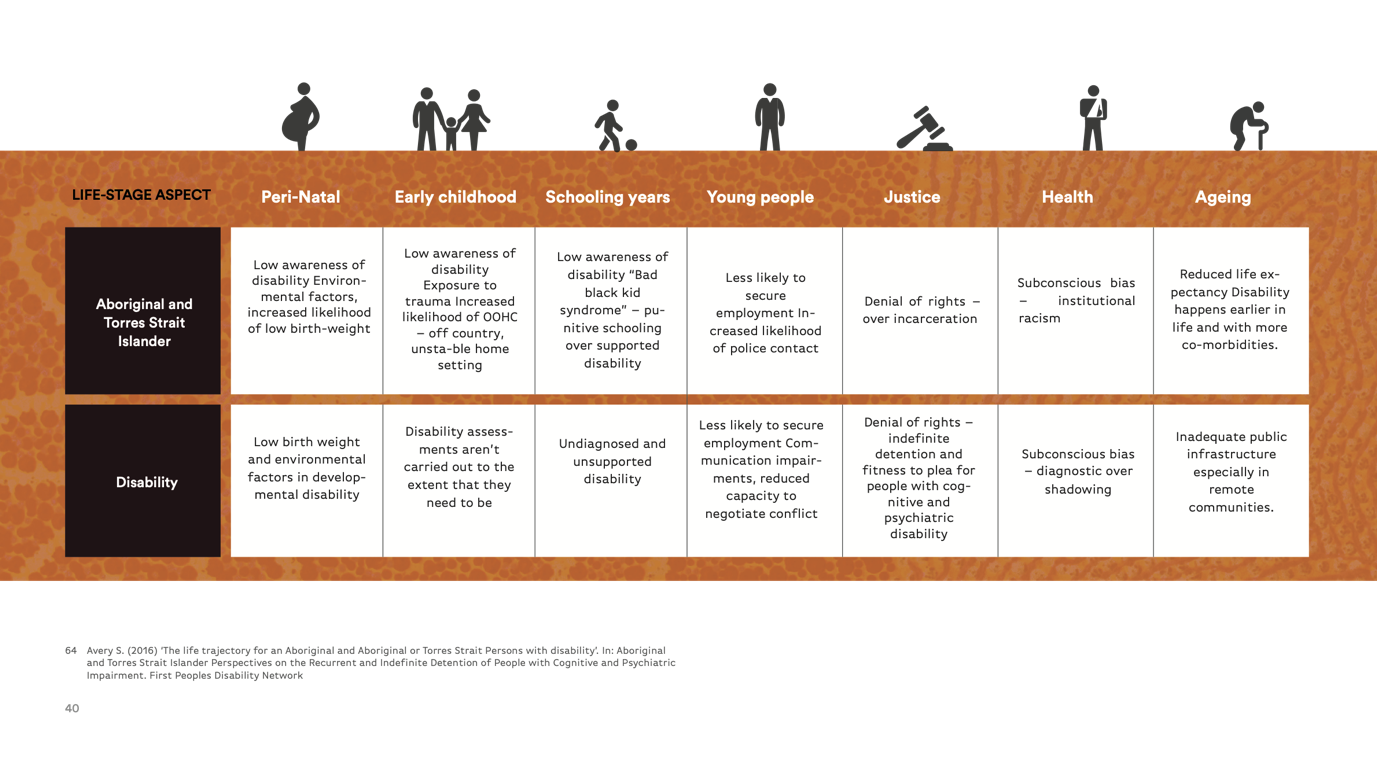 LIFE-STAGE ASPECT
Peri-Natal
Early childhood
Schooling years
Young people
Justice
Health
Ageing
Aboriginal and
Torres Strait
Islander
Low awareness of
disability Environ-
mental factors,
increased likelihood
of low birth-weight
Low awareness of
disability
Exposure to
trauma Increased
likelihood of OOHC
– off country,
unsta-ble home
setting
Low awareness of
disability “Bad
black kid
syndrome” – pu-
nitive schooling
over supported
disability
Less likely to
secure
employment In-
creased likelihood
of police contact
Denial of rights –
over incarceration
Subconscious bias
– institutional
racism
Reduced life ex-
pectancy Disability
happens earlier in
life and with more
co-morbidities.
Disability
Low birth weight
and environmental
factors in develop-
mental disability
Disability assess-
ments aren’t
carried out to the
extent that they
need to be
Undiagnosed and
unsupported
disability
Less likely to secure
employment Com-
munication impair-
ments, reduced
capacity to
negotiate conflict
Denial of rights –
indefinite
detention and
fitness to plea for
people with cog-
nitive and
psychiatric
disability
Subconscious bias
– diagnostic over
shadowing
Inadequate public
infrastructure
especially in
remote
communities.
64 Avery S. (2016) ‘The life trajectory for an Aboriginal and Aboriginal or Torres Strait Persons with disability’. In: Aboriginal
and Torres Strait Islander Perspectives on the Recurrent and Indefinite Detention of People with Cognitive and Psychiatric
Impairment. First Peoples Disability Network
40